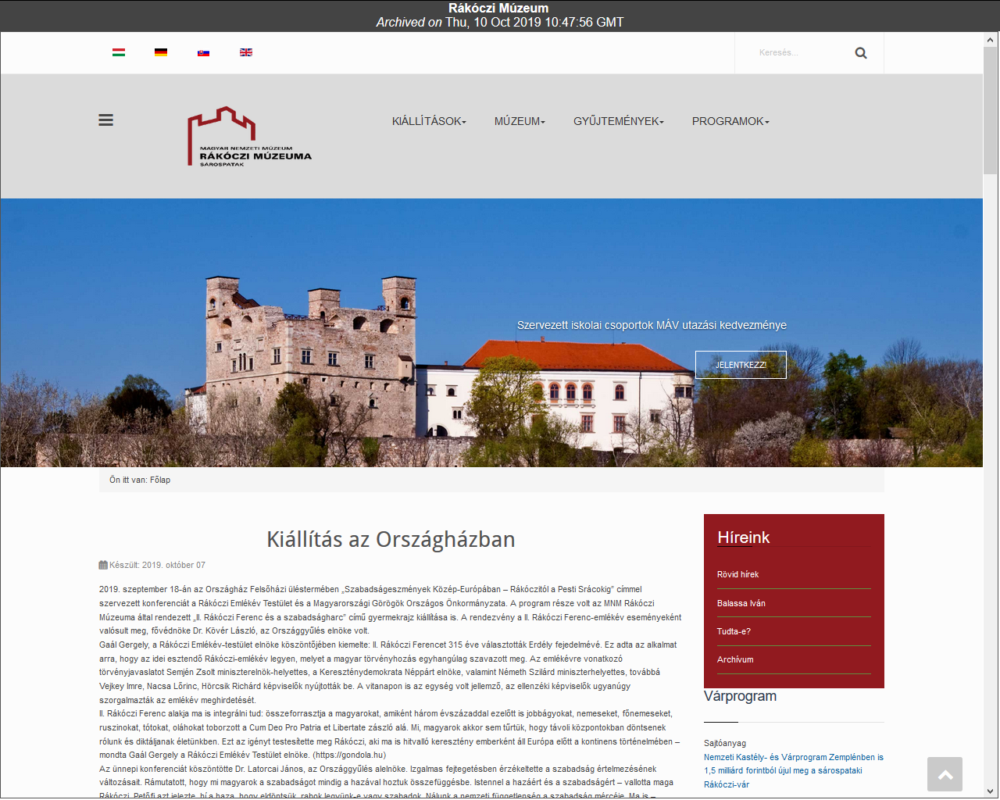 Rákóczi Múzeum
Archived on Thu, 10 Oct 2019 10:47:56 GMT
Keresés...
MAGYAR NEMZETI MÚZEUM
RÁKÓCZI MÚZEUMA
SÁROSPATAK
KIÁLLÍTÁSOK
MÚZEUM
GYŰJTEMÉNYEK
PROGRAMOK
Szervezett iskolai csoportok MÁV utazási kedvezménye
JELENTKEZZ!
Ön itt van: Főlap
Kiállítás az Országházban
Készült: 2019. október 07
2019. szeptember 18-án az Országház Felsőházi üléstermében „Szabadságeszmények Közép-Európában – Rákóczitól a Pesti Srácokig” címmel
szervezett konferenciát a Rákóczi Emlékév Testület és a Magyarországi Görögök Országos Önkormányzata. A program része volt az MNM Rákóczi
Múzeuma által rendezett „II. Rákóczi Ferenc és a szabadságharc” című gyermekrajz kiállítása is. A rendezvény a II. Rákóczi Ferenc-emlékév eseményeként
valósult meg, fővédnöke Dr. Kövér László, az Országgyűlés elnöke volt.
Gaál Gergely, a Rákóczi Emlékév-testület elnöke köszöntőjében kiemelte: II. Rákóczi Ferencet 315 éve választották Erdély fejedelmévé. Ez adta az alkalmat
arra, hogy az idei esztendő Rákóczi-emlékév legyen, melyet a magyar törvényhozás egyhangúlag szavazott meg. Az emlékévre vonatkozó
törvényjavaslatot Semjén Zsolt miniszterelnök-helyettes, a Kereszténydemokrata Néppárt elnöke, valamint Németh Szilárd miniszterhelyettes, továbbá
Vejkey Imre, Nacsa Lőrinc, Hörcsik Richárd képviselők nyújtották be. A vitanapon is az egység volt jellemző, az ellenzéki képviselők ugyanúgy
szorgalmazták az emlékév meghirdetését.
II. Rákóczi Ferenc alakja ma is integrálni tud: összeforrasztja a magyarokat, amiként három évszázaddal ezelőtt is jobbágyokat, nemeseket, főnemeseket,
ruszinokat, tótokat, oláhokat toborzott a Cum Deo Pro Patria et Libertate zászló alá. Mi, magyarok akkor sem tűrtük, hogy távoli központokban döntsenek
rólunk és diktáljanak életünkben. Ezt az igényt testesítette meg Rákóczi, aki ma is hitvalló keresztény emberként áll Európa előtt a kontinens történelmében –
mondta Gaál Gergely a Rákóczi Emlékév Testület elnöke. (https://gondola.hu)
Az ünnepi konferenciát köszöntötte Dr. Latorcai János, az Országgyűlés alelnöke. Izgalmas fejtegetésben érzékeltette a szabadság értelmezésének
változásait. Rámutatott, hogy mi magyarok a szabadságot mindig a hazával hoztuk összefüggésbe. Istennel a hazáért és a szabadságért – vallotta maga
Rákóczi. Petőfi azt jelezte, hí a haza, hogy eldöntsük, rabok legyünk-e vagy szabadok. Nálunk a nemzeti függetlenség a szabadság mércéje. Ma is –
Híreink
Rövid hírek
Balassa Iván
Tudta-e?
Archívum
Várprogram
Sajtóanyag
Nemzeti Kastély- és Várprogram Zemplénben is
1,5 milliárd forintból újul meg a sárospataki
Rákóczi-vár